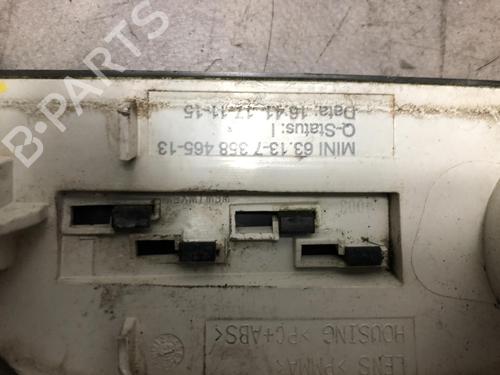 B-PARTS
MINI 63.13-7 358 465-13
Q-Status: I
Data: 16:41 17-11-15
HOUSING >PC+ABS<
LENS >PMMA<